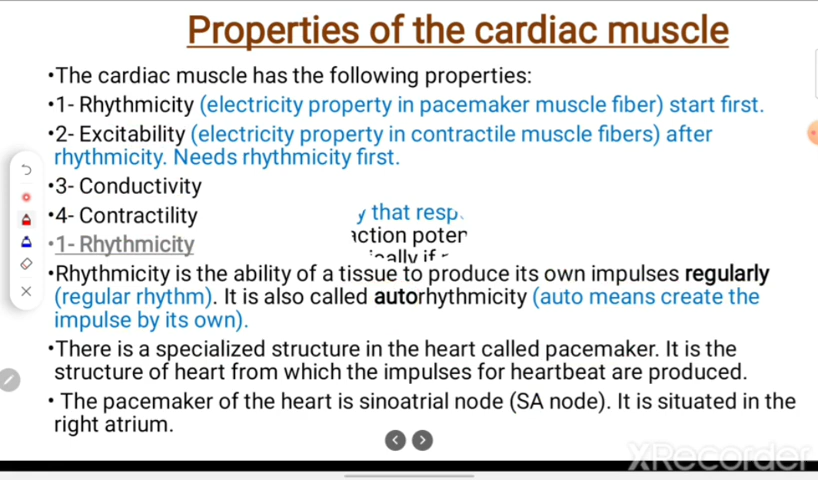 Properties of the cardiac muscle
•The cardiac muscle has the following properties:
•1- Rhythmicity (electricity property in pacemaker muscle fiber) start first.
•2- Excitability (electricity property in contractile muscle fibers) after
rhythmicity. Needs rhythmicity first.
•3- Conductivity
•4- Contractility
that
•1- Rhythmicity
•Rhythmicity is the ability of a tissue to produce its own impulses regularly
(regular rhythm). It is also called autorhythmicity (auto means create the
impulse by its own).
•There is a specialized structure in the heart called pacemaker. It is the
structure of heart from which the impulses for heartbeat are produced.
• The pacemaker of the heart is sinoatrial node (SA node). It is situated in the
right atrium.
XRecorder